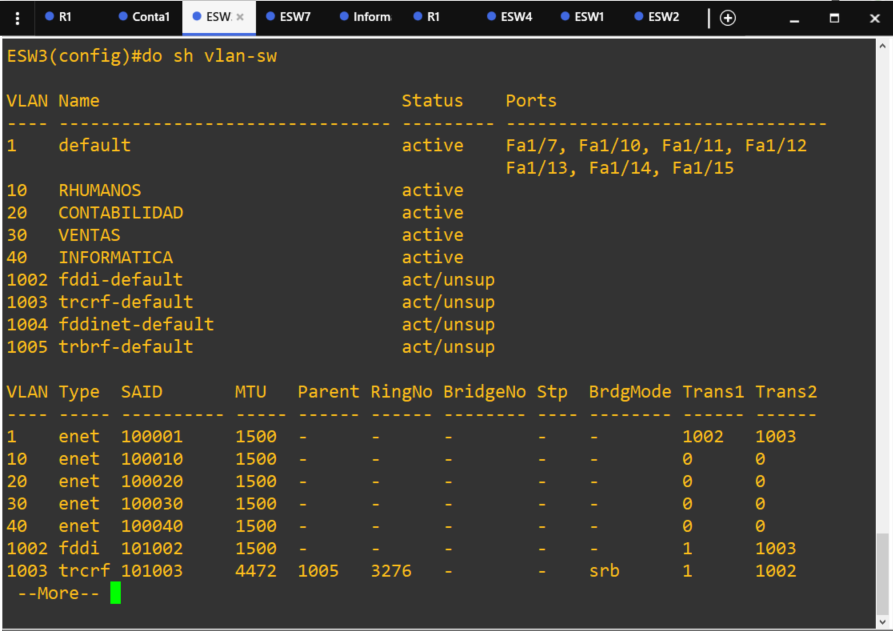 R1 Conta1 ESW. × ESW7 Inform R1 ESW4 ESW1 ESW2
ESW3(config)#do sh vlan-sw
VLAN Name Status Ports
---- -------------------------------- --------- -------------------------------
1 default active Fa1/7, Fa1/10, Fa1/11, Fa1/12
Fa1/13, Fa1/14, Fa1/15
10 RHUMANOS active
20 CONTABILIDAD active
30 VENTAS active
40 INFORMATICA active
1002 fddi-default act/unsup
1003 trcrf-default act/unsup
1004 fddinet-default act/unsup
1005 trbrf-default act/unsup
VLAN Type SAID MTU Parent RingNo BridgeNo Stp BrdgMode Trans1 Trans2
---- ----- ---------- ----- ------ ------ -------- ---- -------- ------ ------
1 enet 100001 1500 - - - - - 1002 1003
10 enet 100010 1500 - - - - - 0 0
20 enet 100020 1500 - - - - - 0 0
30 enet 100030 1500 - - - - - 0 0
40 enet 100040 1500 - - - - - 0 0
1002 fddi 101002 1500 - - - - - 1 1003
1003 trcrf 101003 4472 1005 3276 - - srb 1 1002
--More--